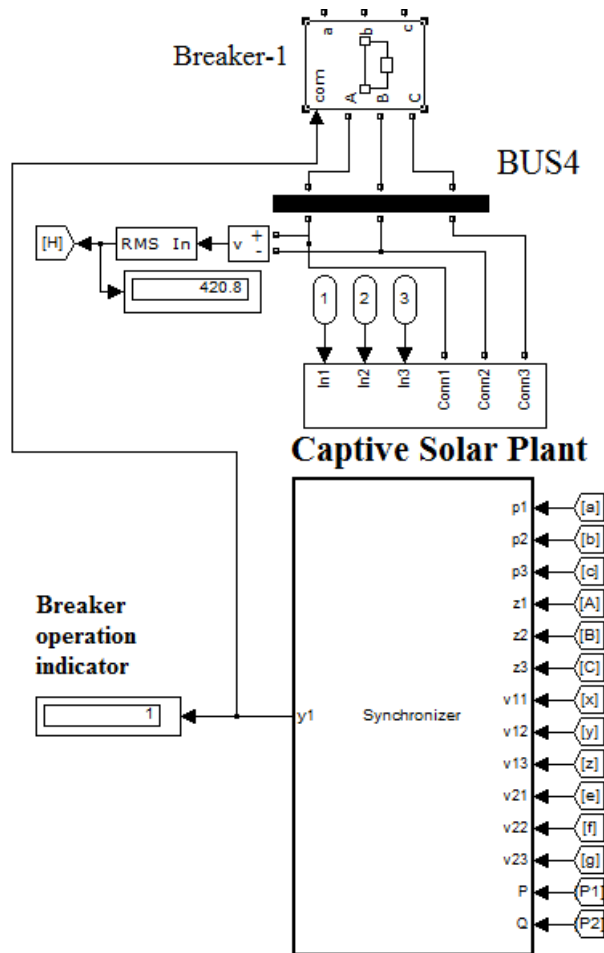 a b c
Breaker-1
com A B C
BUS4
[H]
RMS In
v + -
420.8
1 2 3
In1 In2 In3 Conn1 Conn2 Conn3
Captive Solar Plant
p1 [a]
p2 [b]
p3 [c]
z1 [A]
Breaker
operation
indicator
z2 [B]
z3 [C]
v11 [x]
1
y1
Synchronizer
v12 [y]
v13 [z]
v21 [e]
v22 [f]
v23 [g]
P [P1]
Q [P2]